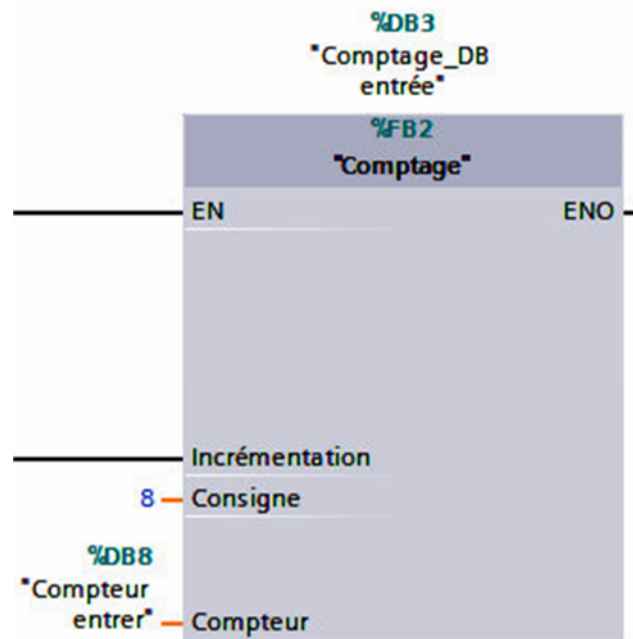 %DB3
"Comptage_DB
entrée"
%FB2
"Comptage"
EN ENO
Incrémentation
8 Consigne
%DB8
"Compteur
entrer" Compteur